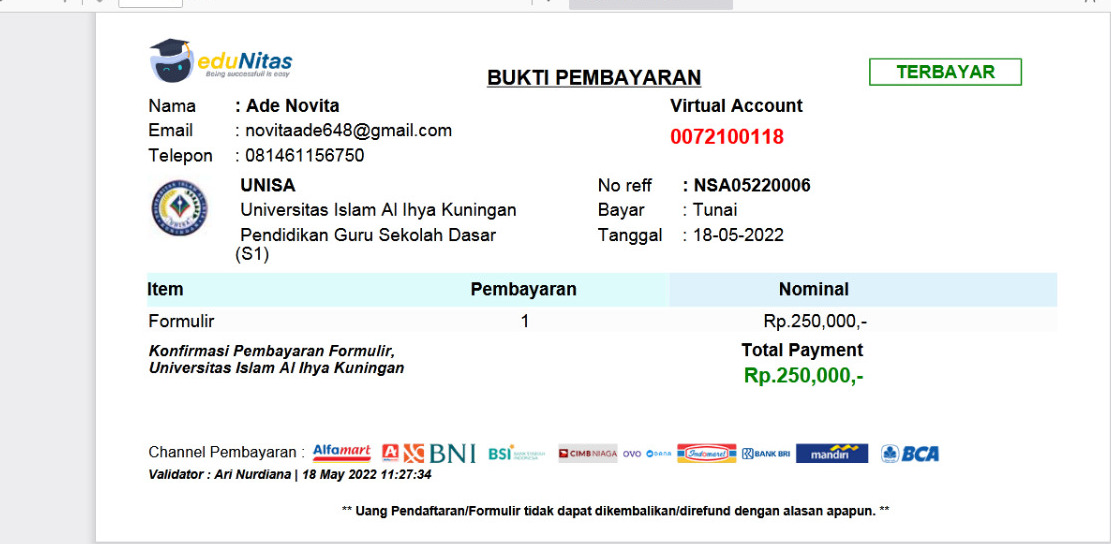 eduNitas
Being successfull is easy
BUKTI PEMBAYARAN
TERBAYAR
Nama : Ade Novita
Email : novitaade648@gmail.com
Telepon : 081461156750
Virtual Account
0072100118
UNISA
Universitas Islam Al Ihya Kuningan
Pendidikan Guru Sekolah Dasar
(S1)
No reff : NSA05220006
Bayar : Tunai
Tanggal : 18-05-2022
Item Pembayaran Nominal
Formulir 1 Rp.250,000,-
Konfirmasi Pembayaran Formulir,
Universitas Islam Al Ihya Kuningan
Total Payment
Rp.250,000,-
Channel Pembayaran : Alfamart BNI BSI CIMB NIAGA OVO DANA Indomaret BANK BRI mandiri BCA
Validator : Ari Nurdiana | 18 May 2022 11:27:34
** Uang Pendaftaran/Formulir tidak dapat dikembalikan/direfund dengan alasan apapun. **